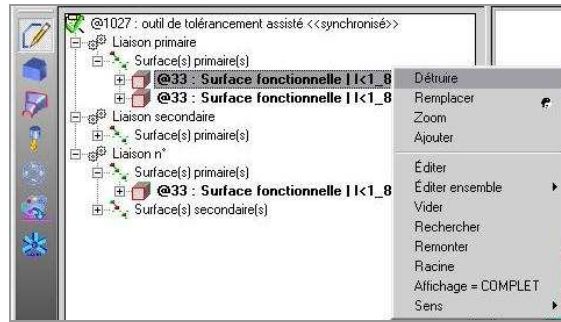 @1027 : outil de tolérancement assisté <<synchronisé>>
Liaison primaire
Surface(s) primaire(s)
@33 : Surface fonctionnelle | I<1_8
@33 : Surface fonctionnelle | I<1_8
Liaison secondaire
Surface(s) primaire(s)
Liaison n°
Surface(s) primaire(s)
@33 : Surface fonctionnelle | I<1_8
Surface(s) secondaire(s)
Détruire
Remplacer
Zoom
Ajouter
Éditer
Éditer ensemble
Vider
Rechercher
Remonter
Racine
Affichage = COMPLET
Sens